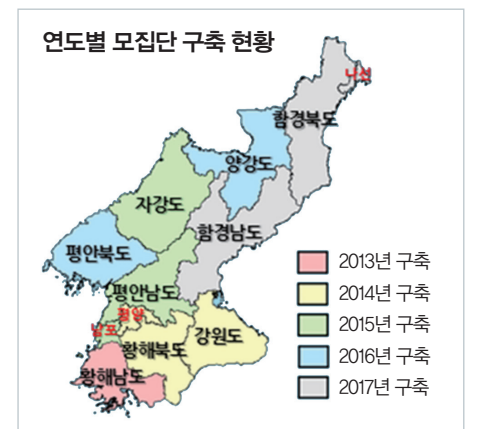 연도별 모집단 구축 현황
나선
함경북도
양강도
자강도
함경남도
평안북도
평안남도
평양
남포
강원도
황해북도
황해남도
2013년 구축
2014년 구축
2015년 구축
2016년 구축
2017년 구축